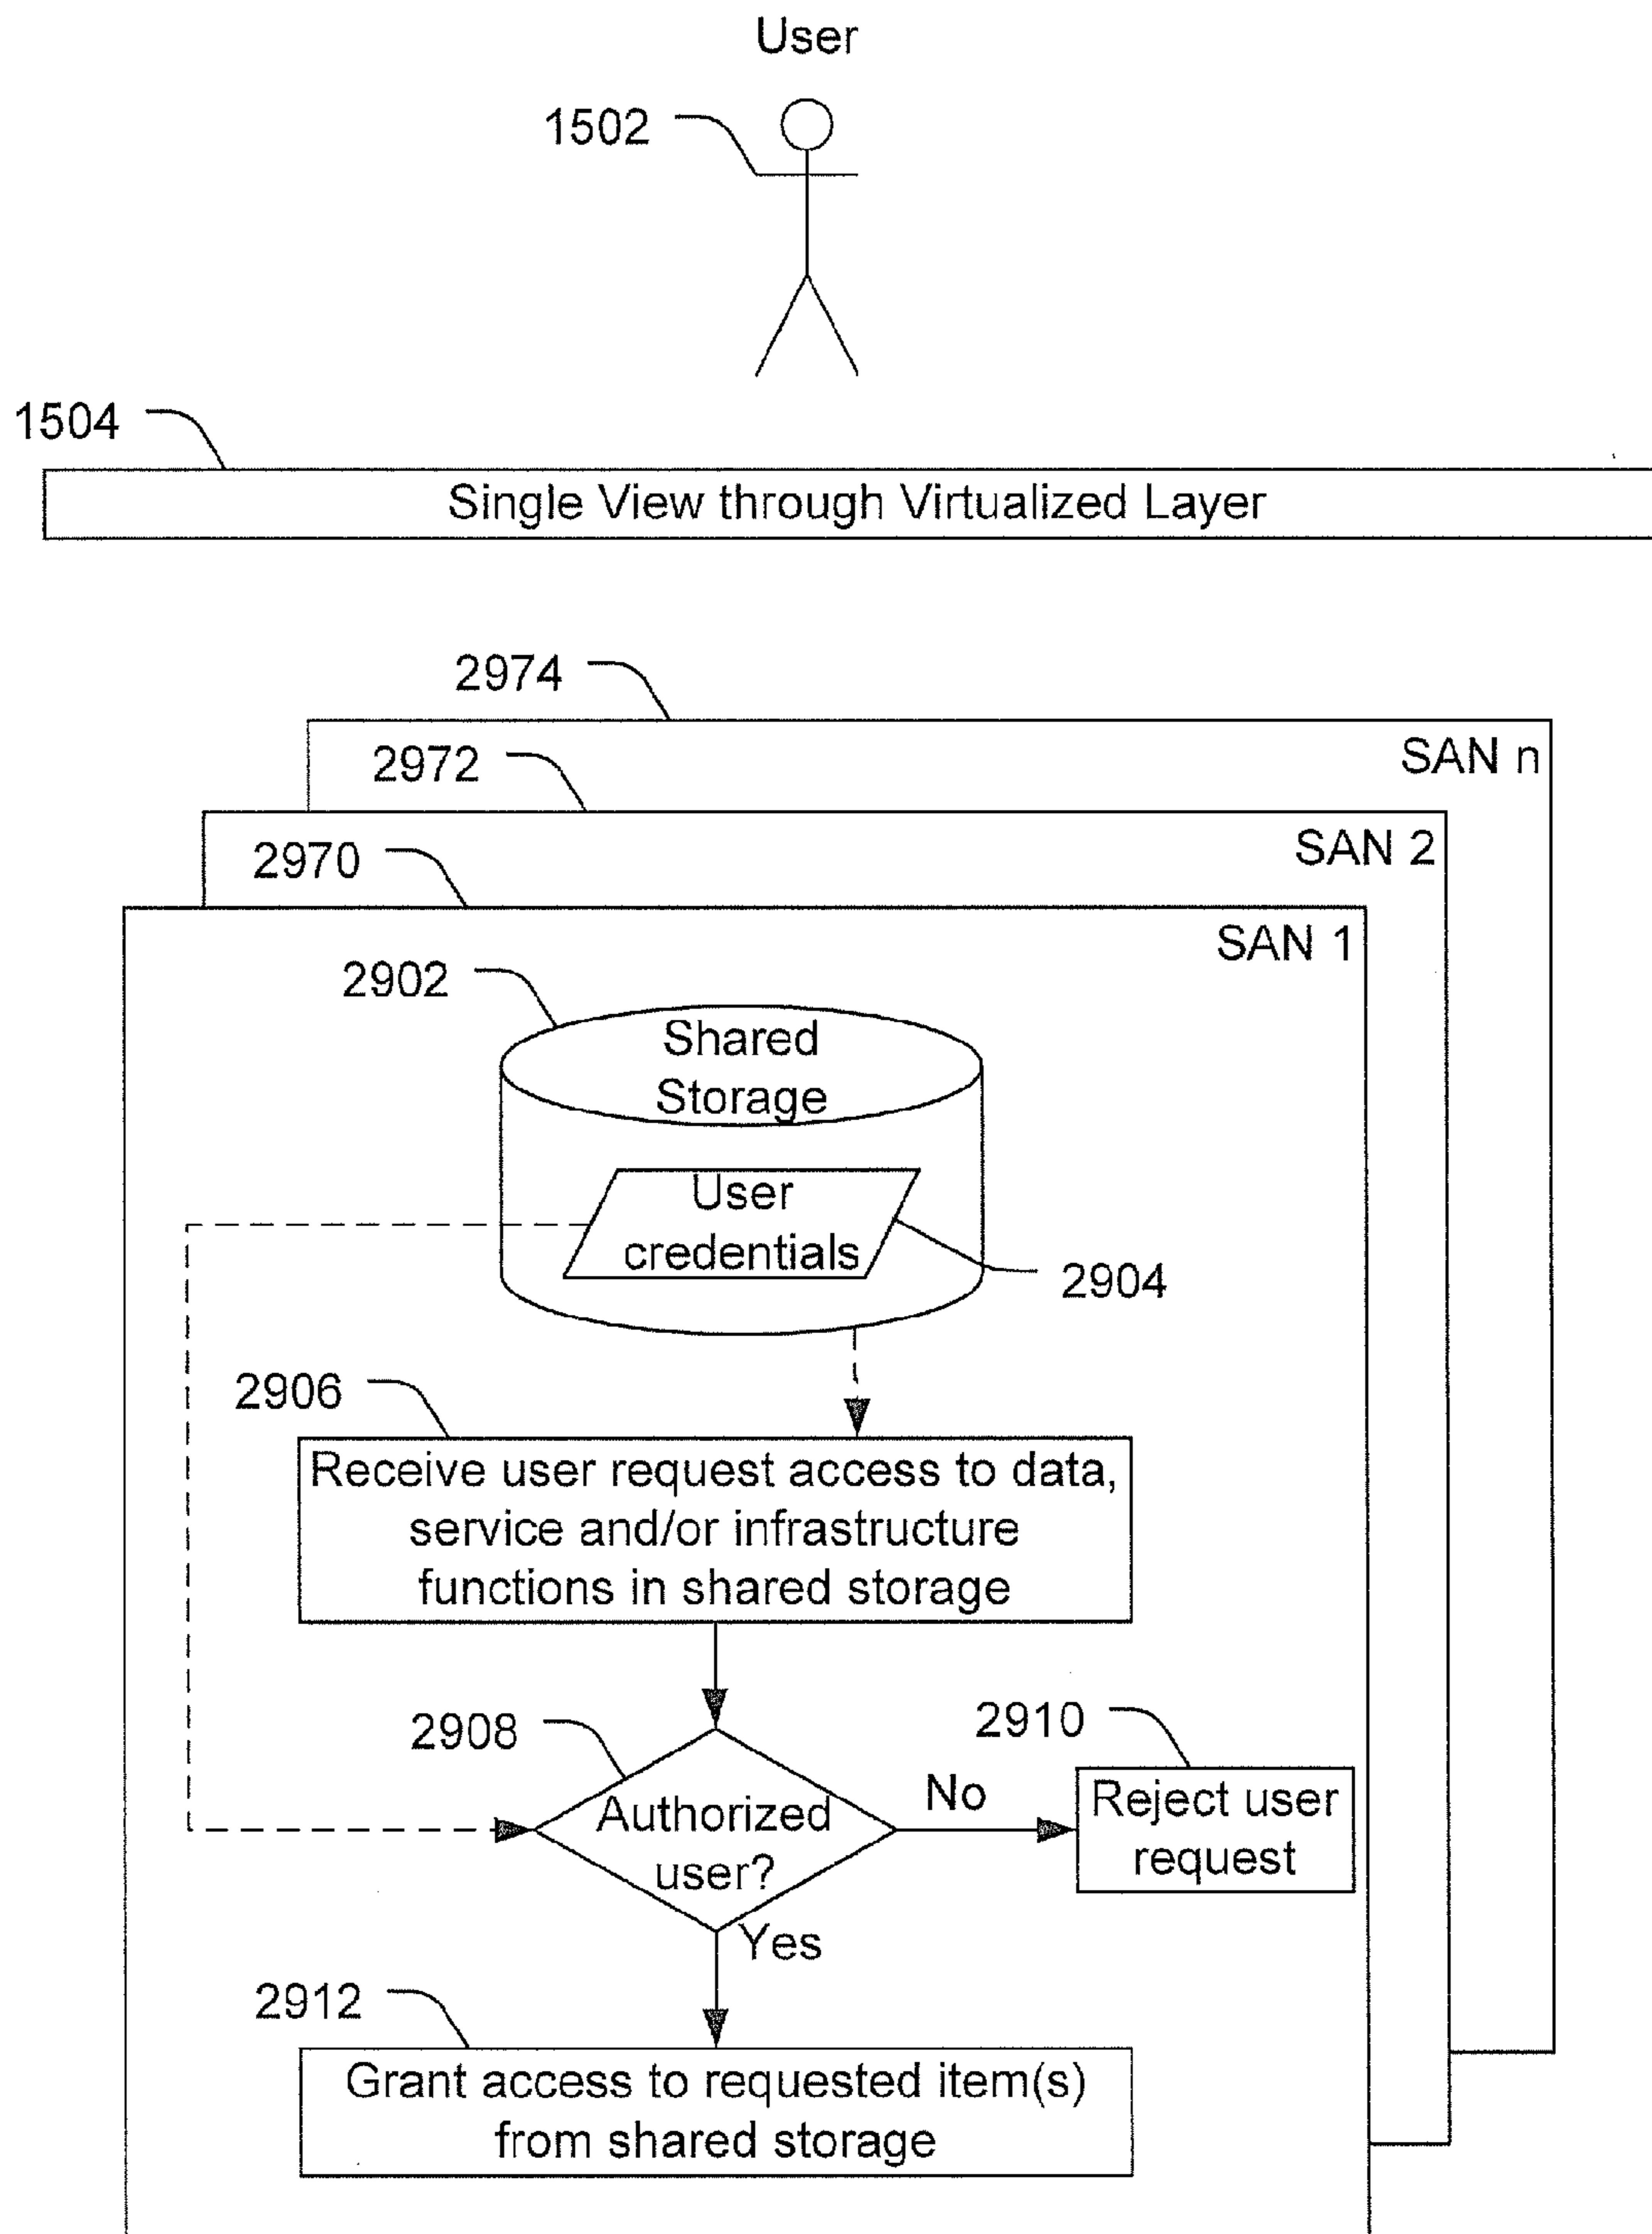 User
1502
1504
Single View through Virtualized Layer
2974
SAN n
2972
SAN 2
2970
SAN 1
2902
Shared
Storage
User
credentials
2904
2906
Receive user request access to data,
service and/or infrastructure
functions in shared storage
2908
2910
No
Authorized
user?
Reject user
request
Yes
2912
Grant access to requested item(s)
from shared storage